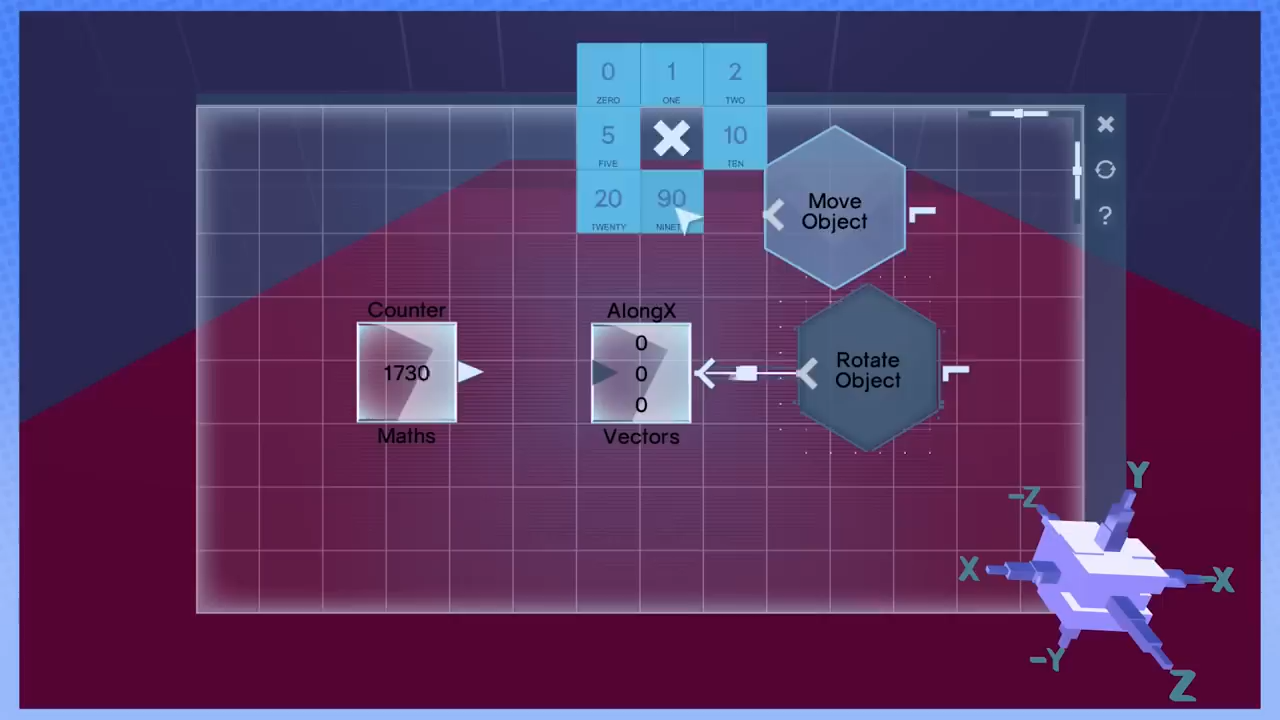 0
1
2
ZERO
ONE
TWO
5
10
FIVE
TEN
20
90
TWENTY
Move
Object
?
Counter
1730
Maths
AlongX
0
0
0
Vectors
Rotate
Object
Y
-Z
X
-X
-Y
Z